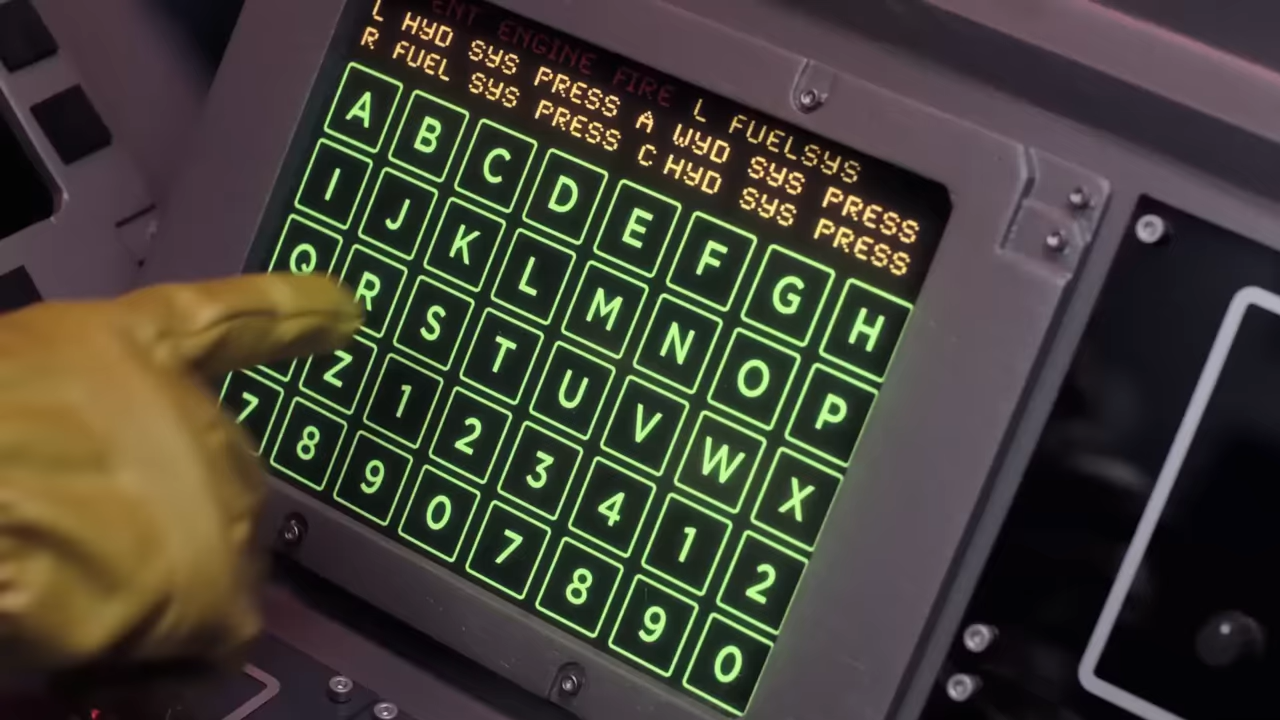 ENT ENGINE FIRE L FUELSYS
L HYD SYS PRESS A WYD SYS PRESS
R FUEL SYS PRESS C HYD SYS PRESS
A B C D E F G H
I J K L M N O P
Q R S T U V W X
Z 1 2 3 4 1 2
7 8 9 0 7 8 9 0